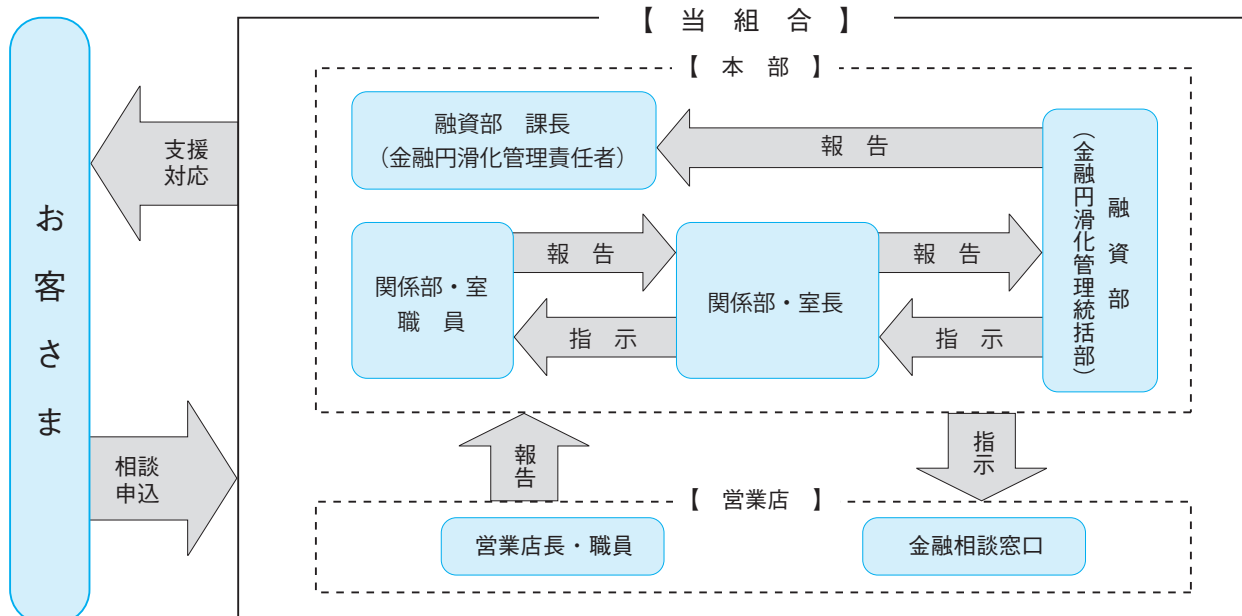 【 当 組 合 】
【 本 部 】
融資部 課長
（金融円滑化管理責任者）
報 告
融資部
（金融円滑化管理統括部）
支援
対応
お客さま
関係部・室
職 員
報 告
指 示
関係部・室長
報 告
指 示
相談
申込
報告
指示
【 営業店 】
営業店長・職員
金融相談窓口